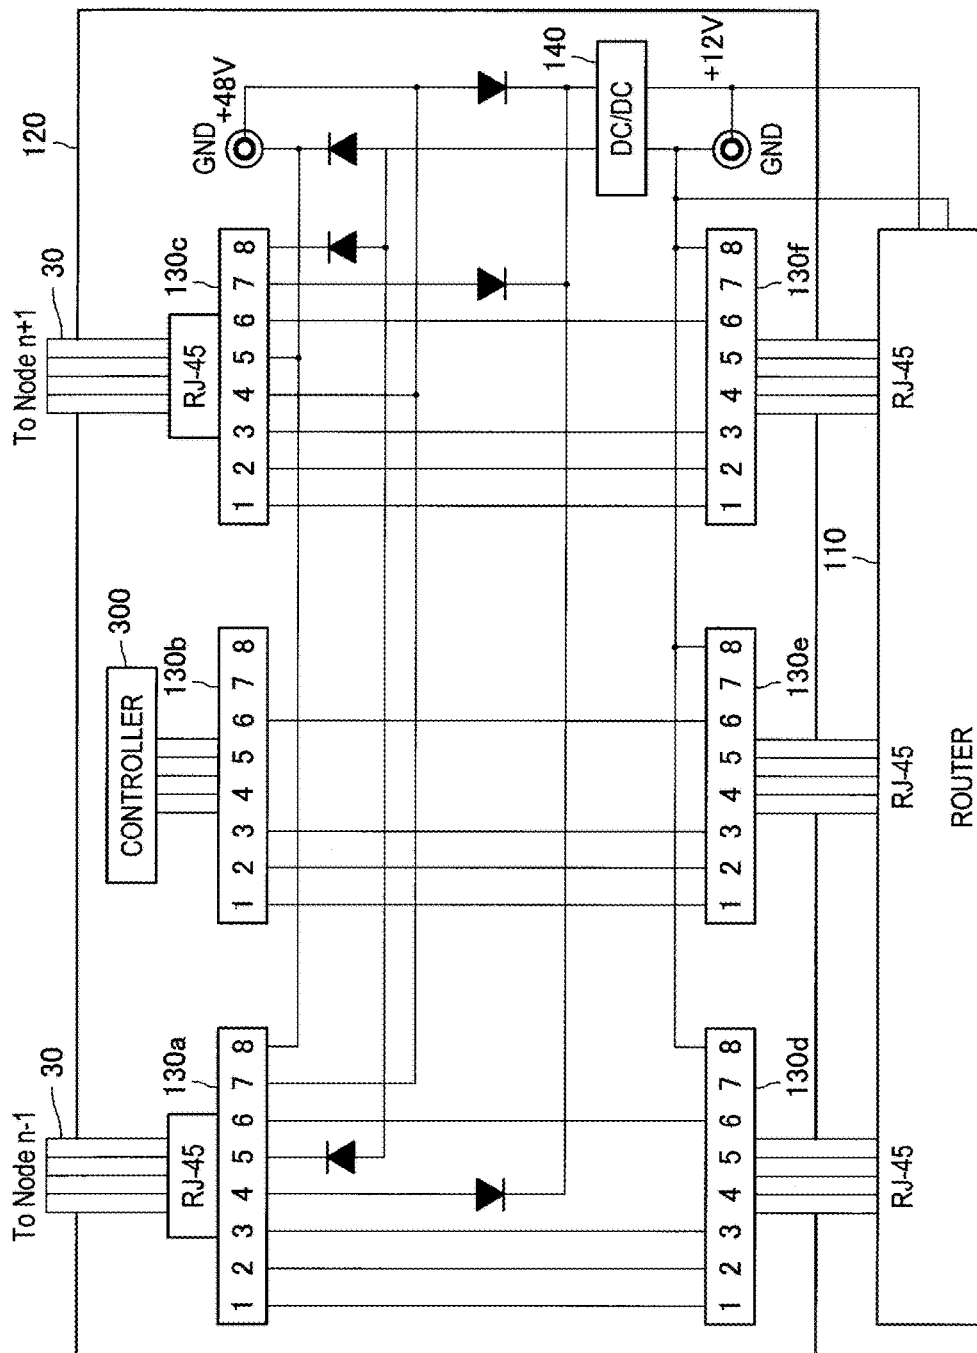 120
To Node n-1
30
To Node n+1
30
CONTROLLER
300
RJ-45
130a
130b
RJ-45
130c
GND
+48V
1 2 3 4 5 6 7 8
1 2 3 4 5 6 7 8
1 2 3 4 5 6 7 8
140
DC/DC
GND
+12V
1 2 3 4 5 6 7 8
1 2 3 4 5 6 7 8
1 2 3 4 5 6 7 8
130d
130e
130f
110
RJ-45
RJ-45
RJ-45
ROUTER